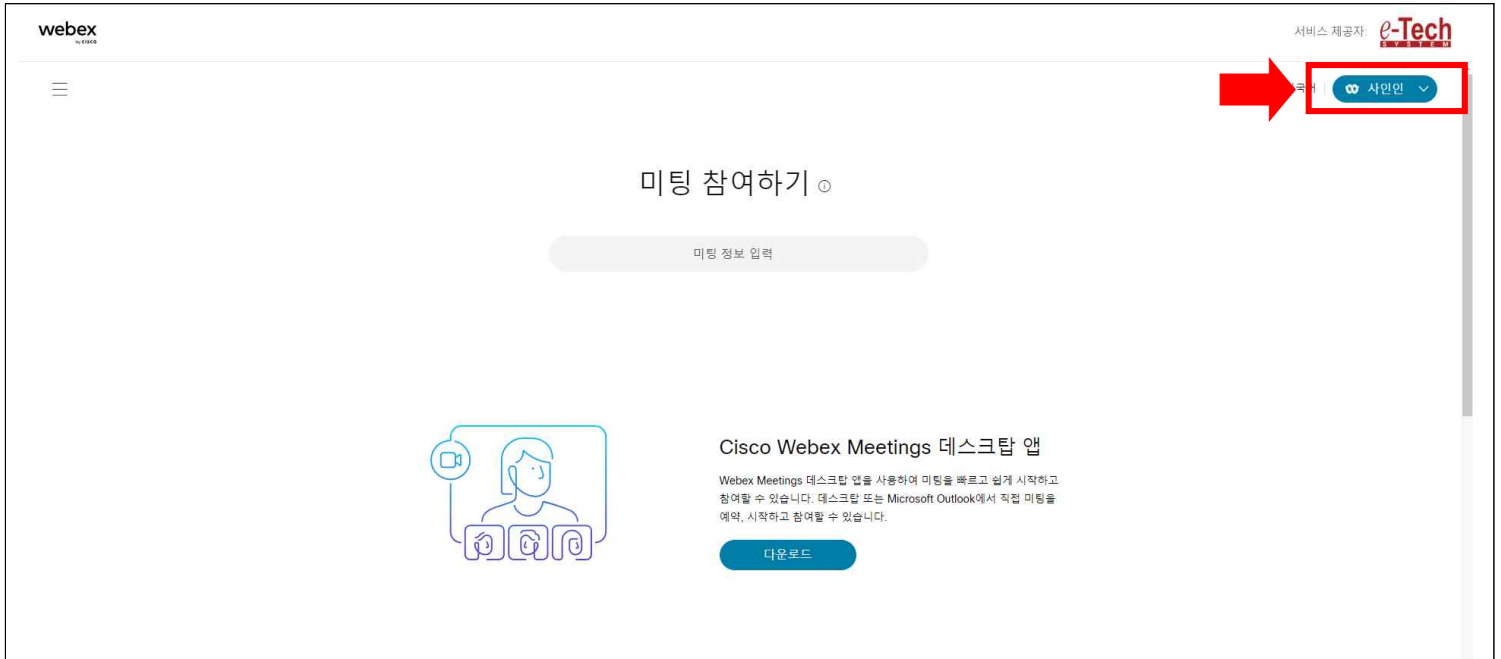 webex
by CISCO
서비스 제공자:
e-Tech
SYSTEM
사인인
미팅 참여하기
미팅 정보 입력
Cisco Webex Meetings 데스크탑 앱
Webex Meetings 데스크탑 앱을 사용하여 미팅을 빠르고 쉽게 시작하고
참여할 수 있습니다. 데스크탑 또는 Microsoft Outlook에서 직접 미팅을
예약, 시작하고 참여할 수 있습니다.
다운로드